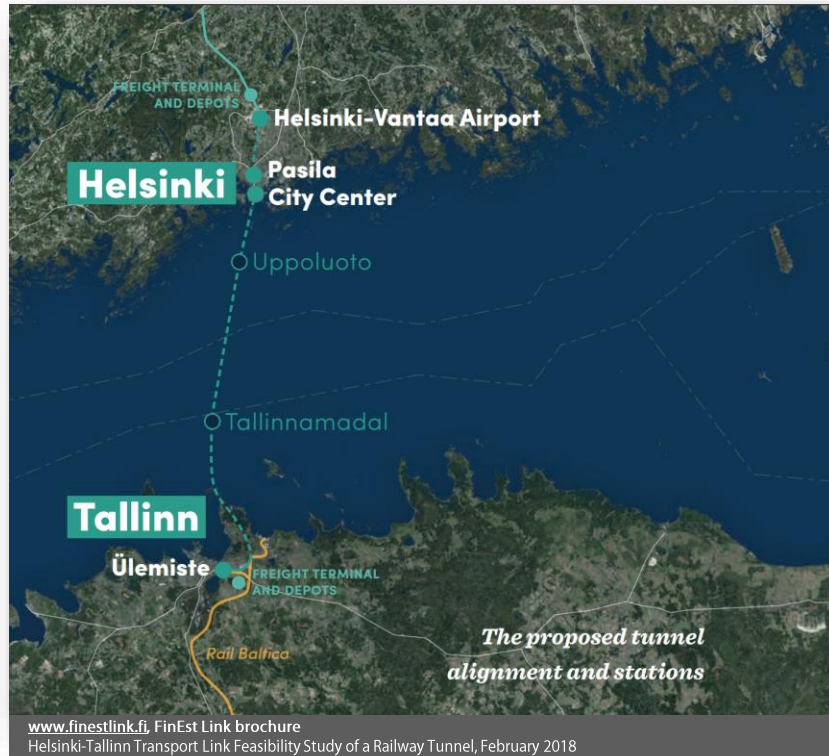 FREIGHT TERMINAL
AND DEPOTS
Helsinki-Vantaa Airport
Helsinki
Pasila
City Center
Uppoluoto
Tallinnamadal
Tallinn
Ülemiste
FREIGHT TERMINAL
AND DEPOTS
Rail Baltica
The proposed tunnel
alignment and stations
www.finestlink.fi, FinEst Link brochure
Helsinki-Tallinn Transport Link Feasibility Study of a Railway Tunnel, February 2018